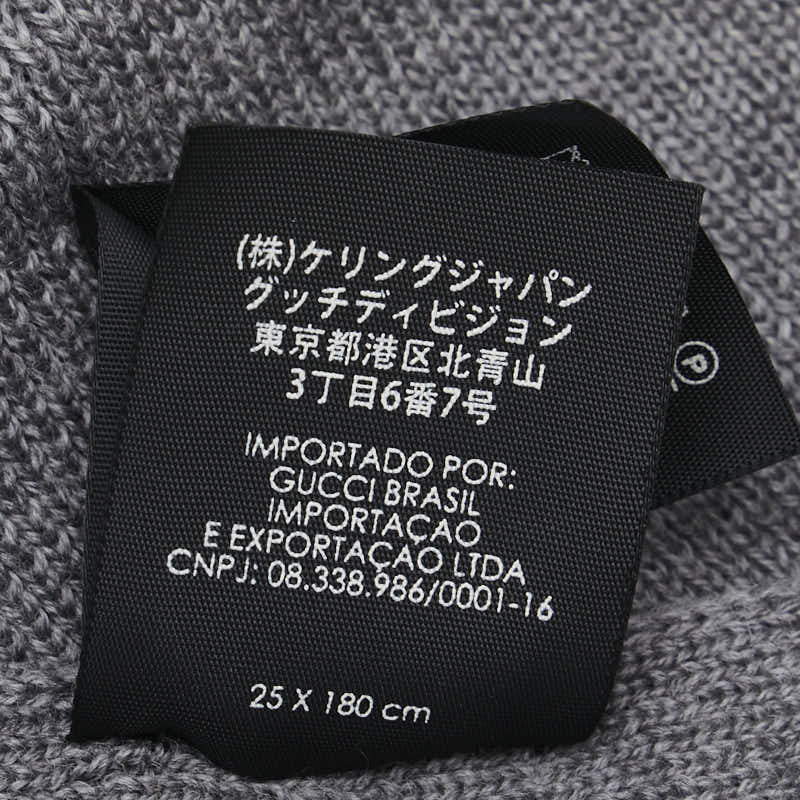 (株)ケリングジャパン
グッチディビジョン
東京都港区北青山
3丁目6番7号
IMPORTADO POR:
GUCCI BRASIL
IMPORTAÇAO
E EXPORTAÇAO LTDA
CNPJ: 08.338.986/0001-16
25 X 180 cm
P